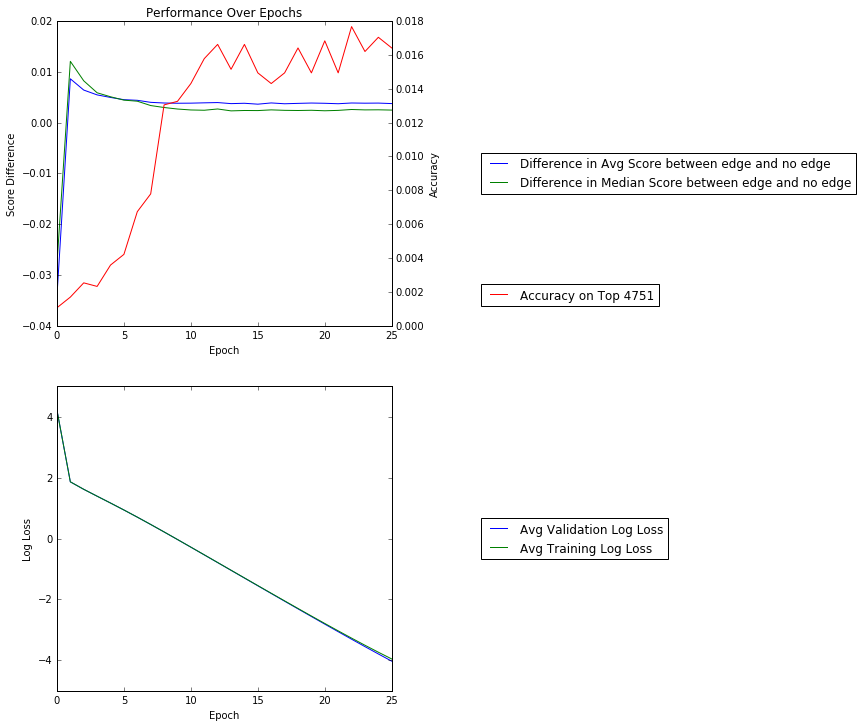 Performance Over Epochs
0.02
0.01
0.00
−0.01
−0.02
−0.03
−0.04
Score Difference
0.018
0.016
0.014
0.012
0.010
0.008
0.006
0.004
0.002
0.000
Accuracy
0 5 10 15 20 25
Epoch
Difference in Avg Score between edge and no edge
Difference in Median Score between edge and no edge
Accuracy on Top 4751
4
2
0
−2
−4
Log Loss
0 5 10 15 20 25
Epoch
Avg Validation Log Loss
Avg Training Log Loss